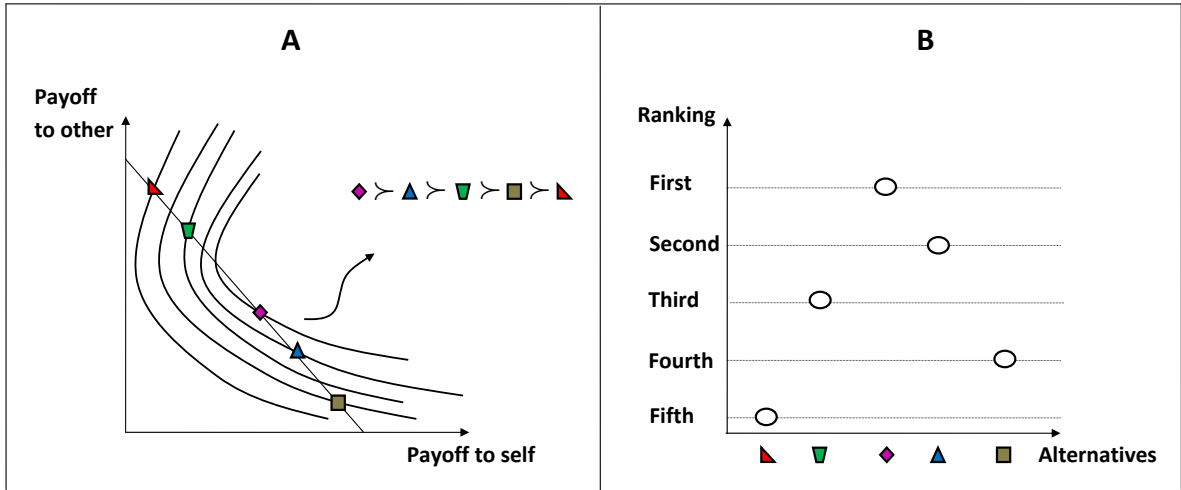 A
Payoff
to other
Payoff to self
B
Ranking
First
Second
Third
Fourth
Fifth
Alternatives